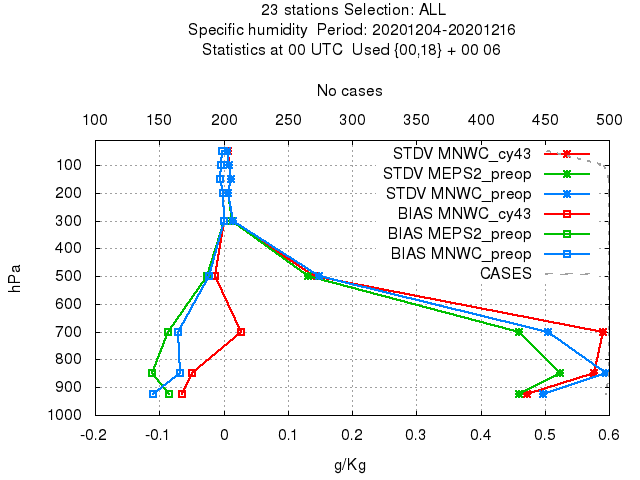 23 stations Selection: ALL
Specific humidity  Period: 20201204-20201216
Statistics at 00 UTC  Used {00,18} + 00 06
No cases
100 150 200 250 300 350 400 450 500
STDV MNWC_cy43
STDV MEPS2_preop
STDV MNWC_preop
BIAS MNWC_cy43
BIAS MEPS2_preop
BIAS MNWC_preop
CASES
hPa
100
200
300
400
500
600
700
800
900
1000
-0.2 -0.1 0 0.1 0.2 0.3 0.4 0.5 0.6
g/Kg